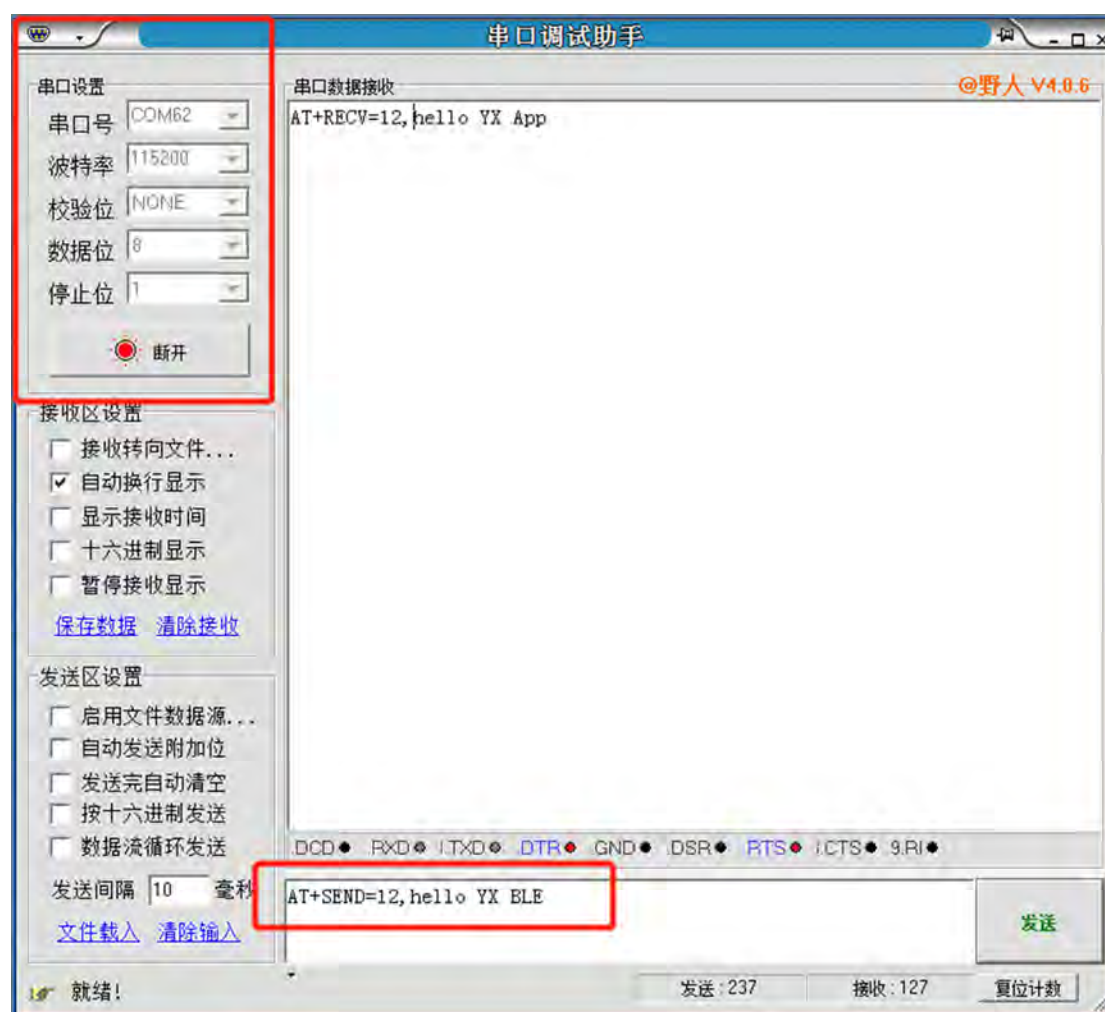 串口调试助手
串口设置
串口号 COM62
波特率 115200
校验位 NONE
数据位 8
停止位 1
断开
串口数据接收
@野人 V4.0.6
AT+RECV=12,hello YX App
接收区设置
接收转向文件...
自动换行显示
显示接收时间
十六进制显示
暂停接收显示
保存数据 清除接收
发送区设置
启用文件数据源...
自动发送附加位
发送完自动清空
按十六进制发送
数据流循环发送
发送间隔 10 毫秒
文件载入 清除输入
DCD RXD TXD DTR GND DSR RTS CTS 9.RI
AT+SEND=12,hello YX BLE
发送
就绪!
发送:237 接收:127 复位计数